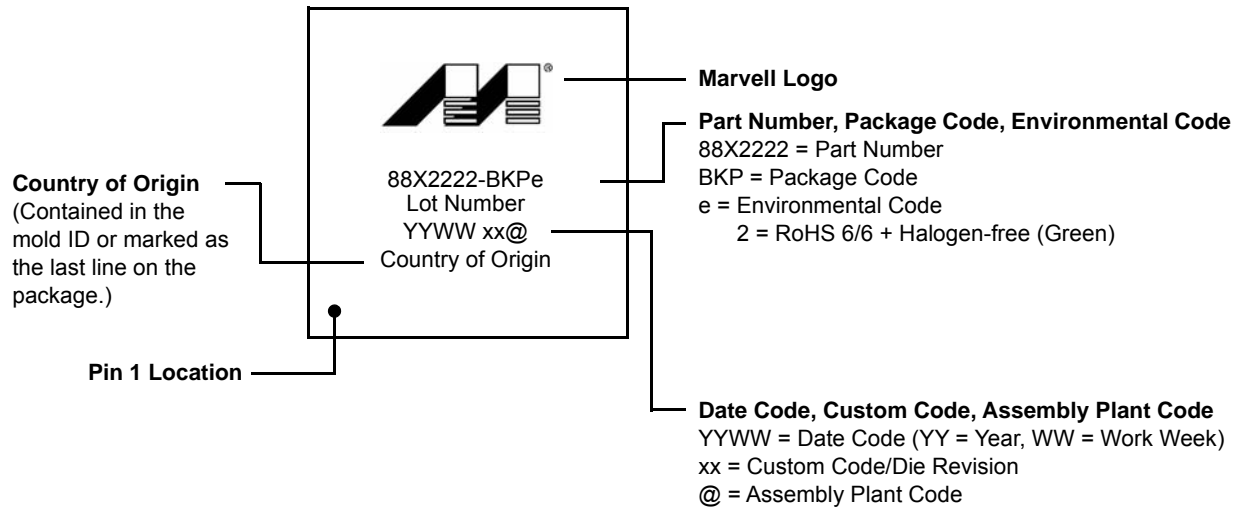 ®
88X2222-BKPe
Lot Number
YYWW xx@
Country of Origin
Country of Origin
(Contained in the
mold ID or marked as
the last line on the
package.)
Pin 1 Location
Marvell Logo
Part Number, Package Code, Environmental Code
88X2222 = Part Number
BKP = Package Code
e = Environmental Code
2 = RoHS 6/6 + Halogen-free (Green)
Date Code, Custom Code, Assembly Plant Code
YYWW = Date Code (YY = Year, WW = Work Week)
xx = Custom Code/Die Revision
@ = Assembly Plant Code